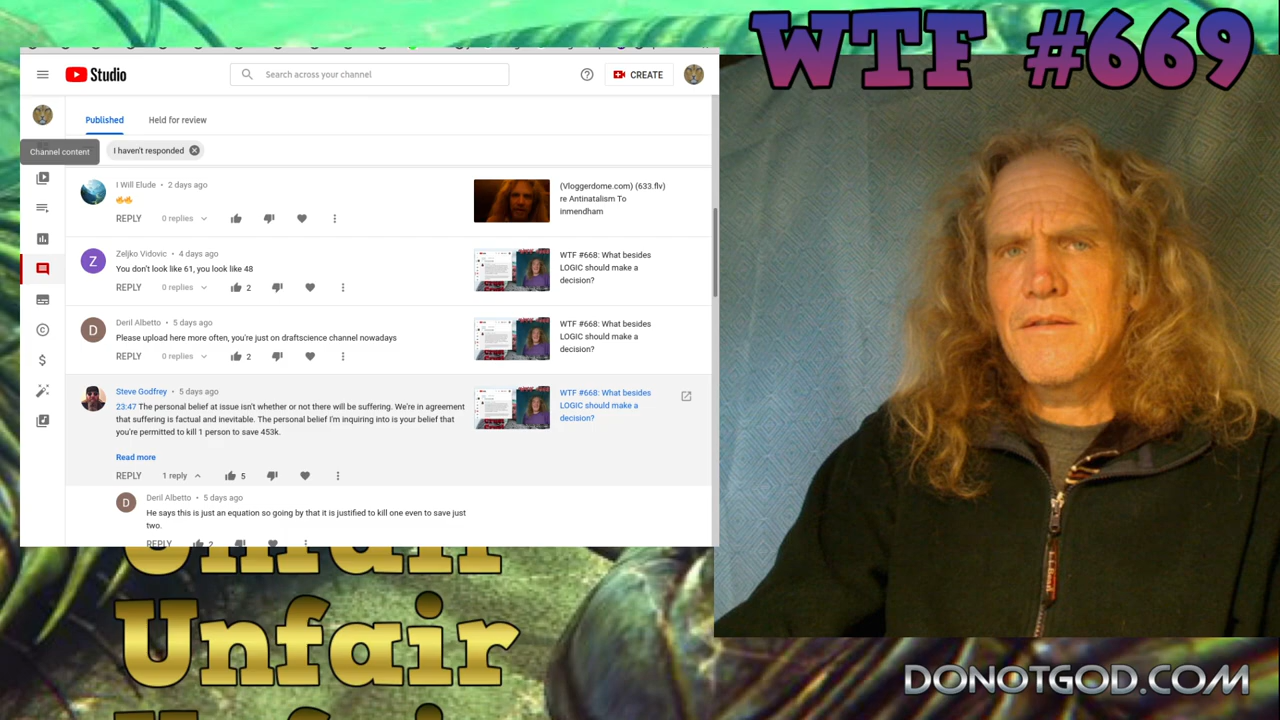 WTF #669
Studio
Search across your channel
CREATE
Published
Held for review
Channel content
I haven't responded
I Will Elude • 2 days ago
🔥🔥
REPLY
0 replies
(Vloggerdome.com) (633.flv)
re Antinatalism To
inmendham
Z
Zeljko Vidovic • 4 days ago
You don't look like 61, you look like 48
REPLY
0 replies
2
WTF #668: What besides
LOGIC should make a
decision?
D
Deril Albetto • 5 days ago
Please upload here more often, you're just on draftscience channel nowadays
REPLY
0 replies
2
WTF #668: What besides
LOGIC should make a
decision?
Steve Godfrey • 5 days ago
23:47 The personal belief at issue isn't whether or not there will be suffering. We're in agreement
that suffering is factual and inevitable. The personal belief I'm inquiring into is your belief that
you're permitted to kill 1 person to save 453k.
Read more
REPLY
1 reply
5
WTF #668: What besides
LOGIC should make a
decision?
D
Deril Albetto • 5 days ago
He says this is just an equation so going by that it is justified to kill one even to save just
two.
REPLY
2
Unfair
Unfair
DONOTGOD.COM